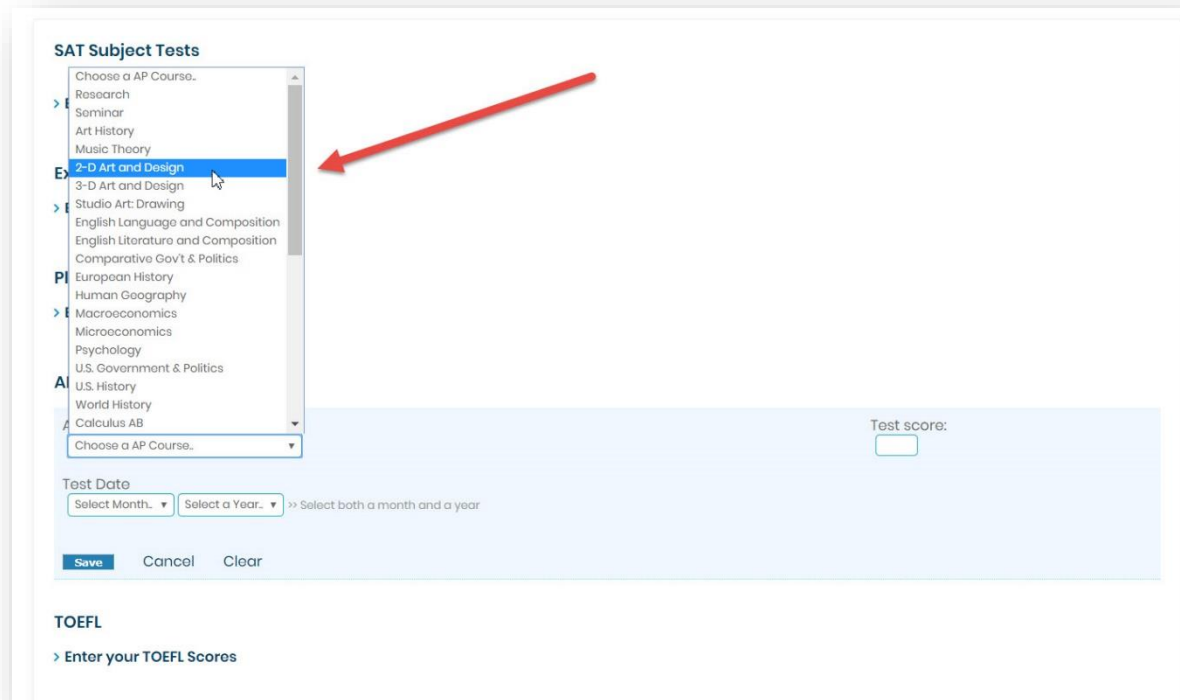 SAT Subject Tests
Choose a AP Course..
Research
Seminar
Art History
Music Theory
2-D Art and Design
3-D Art and Design
Studio Art: Drawing
English Language and Composition
English Literature and Composition
Comparative Gov't & Politics
European History
Human Geography
Macroeconomics
Microeconomics
Psychology
U.S. Government & Politics
U.S. History
World History
Calculus AB
Test score:
Choose a AP Course..
Test Date
Select Month.. Select a Year.. >> Select both a month and a year
Save Cancel Clear
TOEFL
> Enter your TOEFL Scores